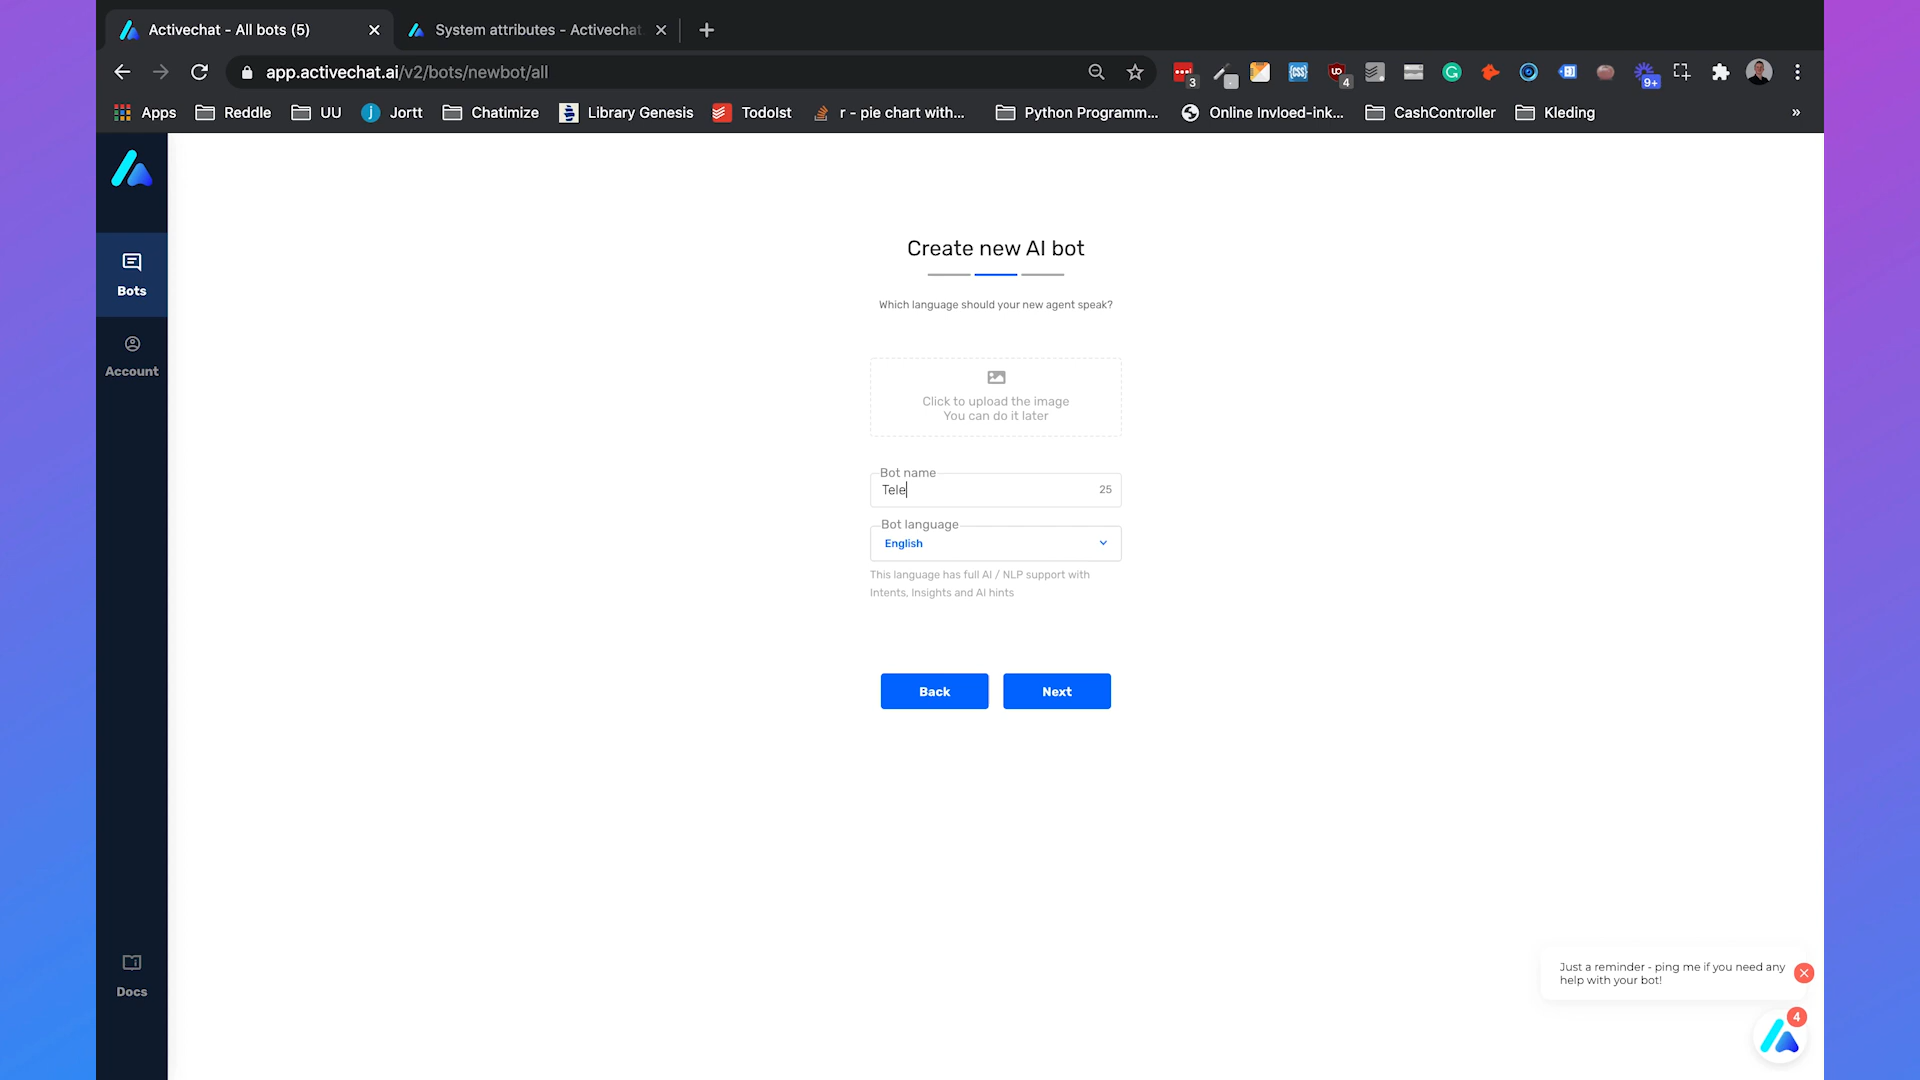 Activechat - All bots (5)
System attributes - Activechat
app.activechat.ai/v2/bots/newbot/all
3
4
9+
Apps
Reddle
UU
Jortt
Chatimize
Library Genesis
TodoIst
r - pie chart with...
Python Programm...
Online Invloed-ink...
CashController
Kleding
»
Bots
Account
Docs
Create new AI bot
Which language should your new agent speak?
Click to upload the image
You can do it later
Bot name
Tele
25
Bot language
English
This language has full AI / NLP support with
Intents, Insights and AI hints
Back
Next
Just a reminder - ping me if you need any
help with your bot!
4